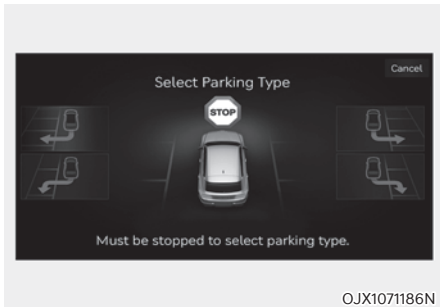 Cancel
Select Parking Type
STOP
Must be stopped to select parking type.
OJX1071186N